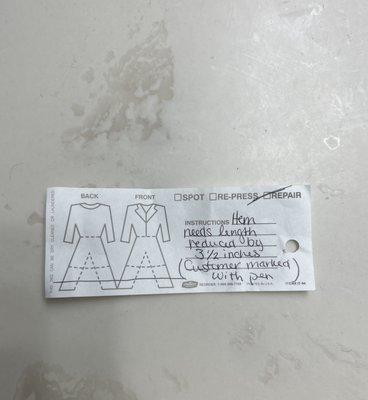 BACK FRONT ☐SPOT ☐RE-PRESS ☐REPAIR
INSTRUCTIONS Hem
needs length
reduced by
3 1/2 inches
(Customer marked)
with pen
REORDER: